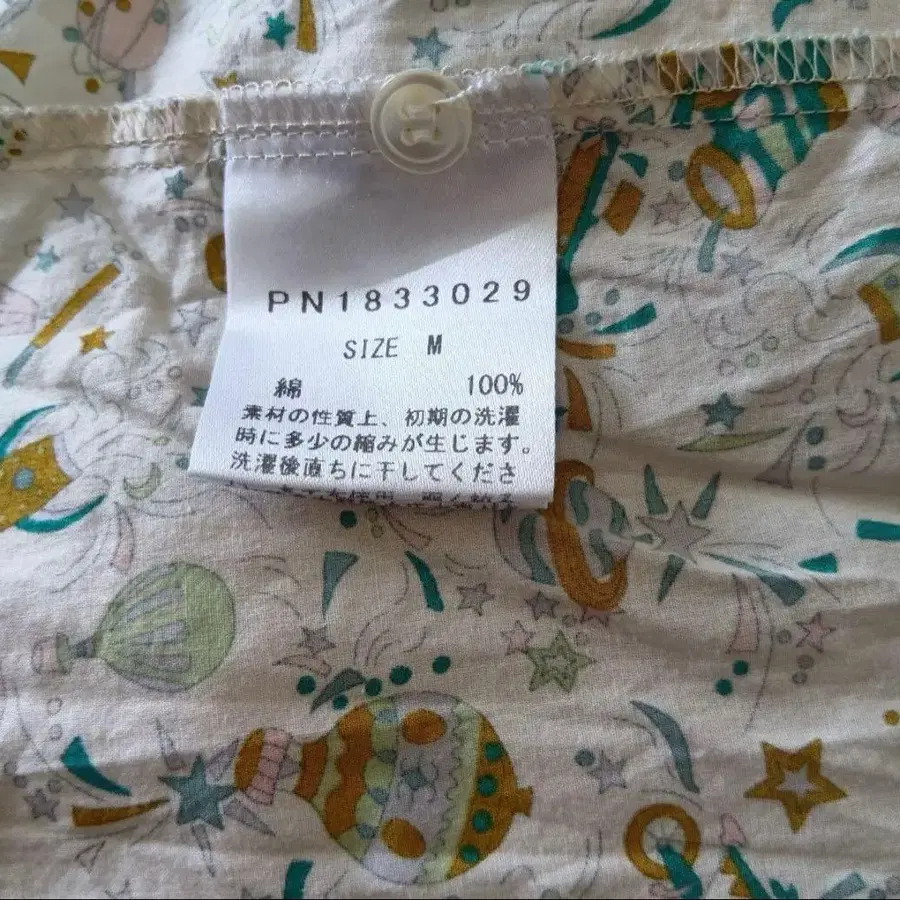 PN1833029
SIZE M
綿 100%
素材の性質上、初期の洗濯
時に多少の縮みが生じます。
洗濯後直ちに干してくださ